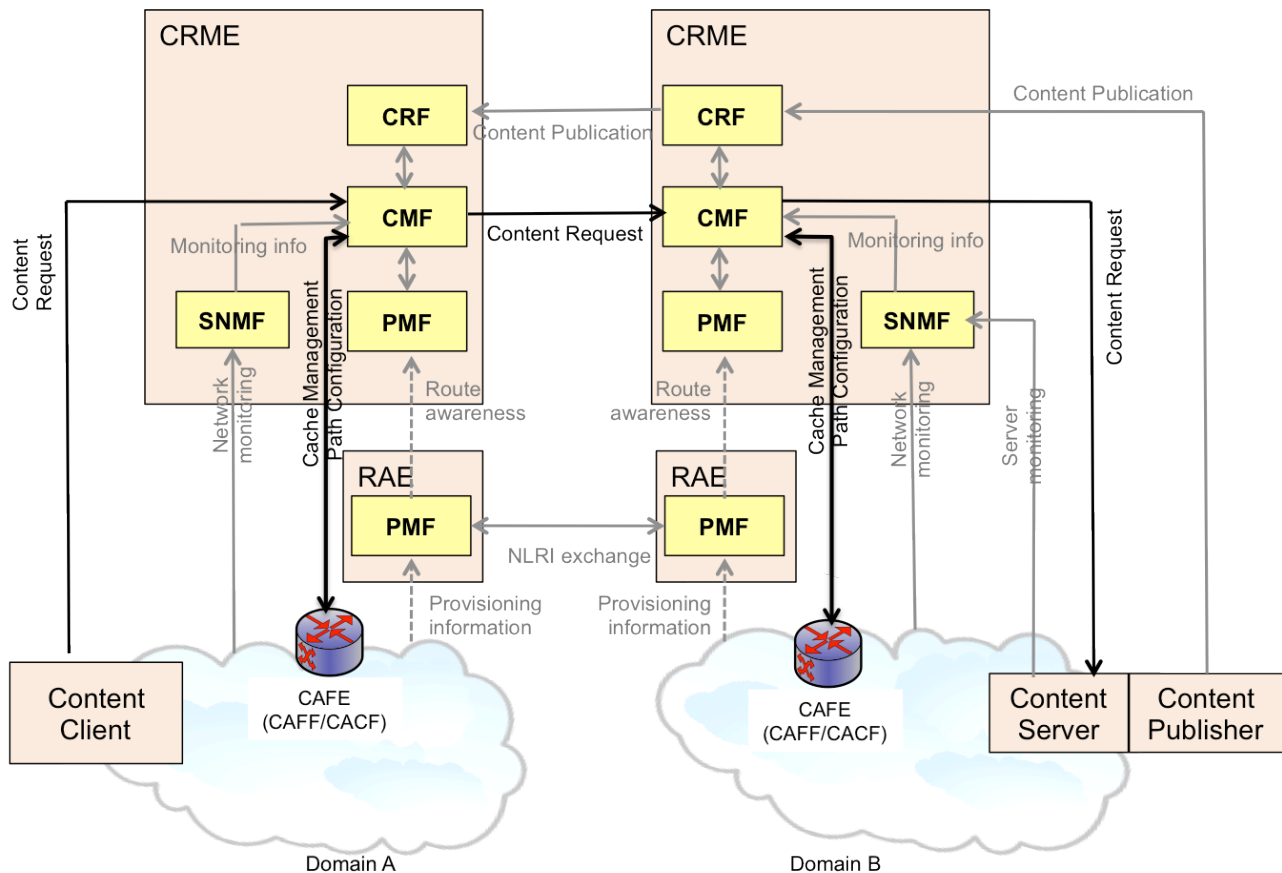 CRME
CRME
CRF
Content Publication
CRF
Content Publication
CMF
Content Request
CMF
Content
Request
Monitoring info
Monitoring info
Content Request
SNMF
PMF
Cache Management
Path Configuration
PMF
SNMF
Cache Management
Path Configuration
Network
monitoring
Route
awareness
Route
awareness
Network
monitoring
Server
monitoring
RAE
RAE
PMF
PMF
NLRI exchange
Provisioning
information
Provisioning
information
Content
Client
CAFE
(CAFF/CACF)
CAFE
(CAFF/CACF)
Content
Server
Content
Publisher
Domain A
Domain B